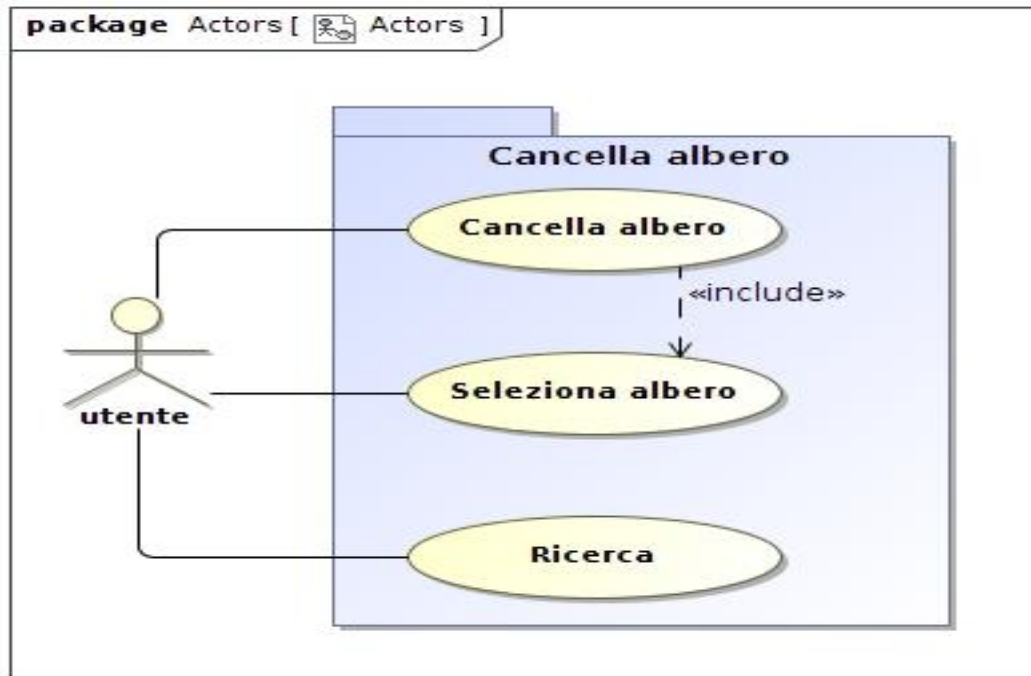 package Actors [ Actors ]
Cancella albero
Cancella albero
«include»
Seleziona albero
utente
Ricerca